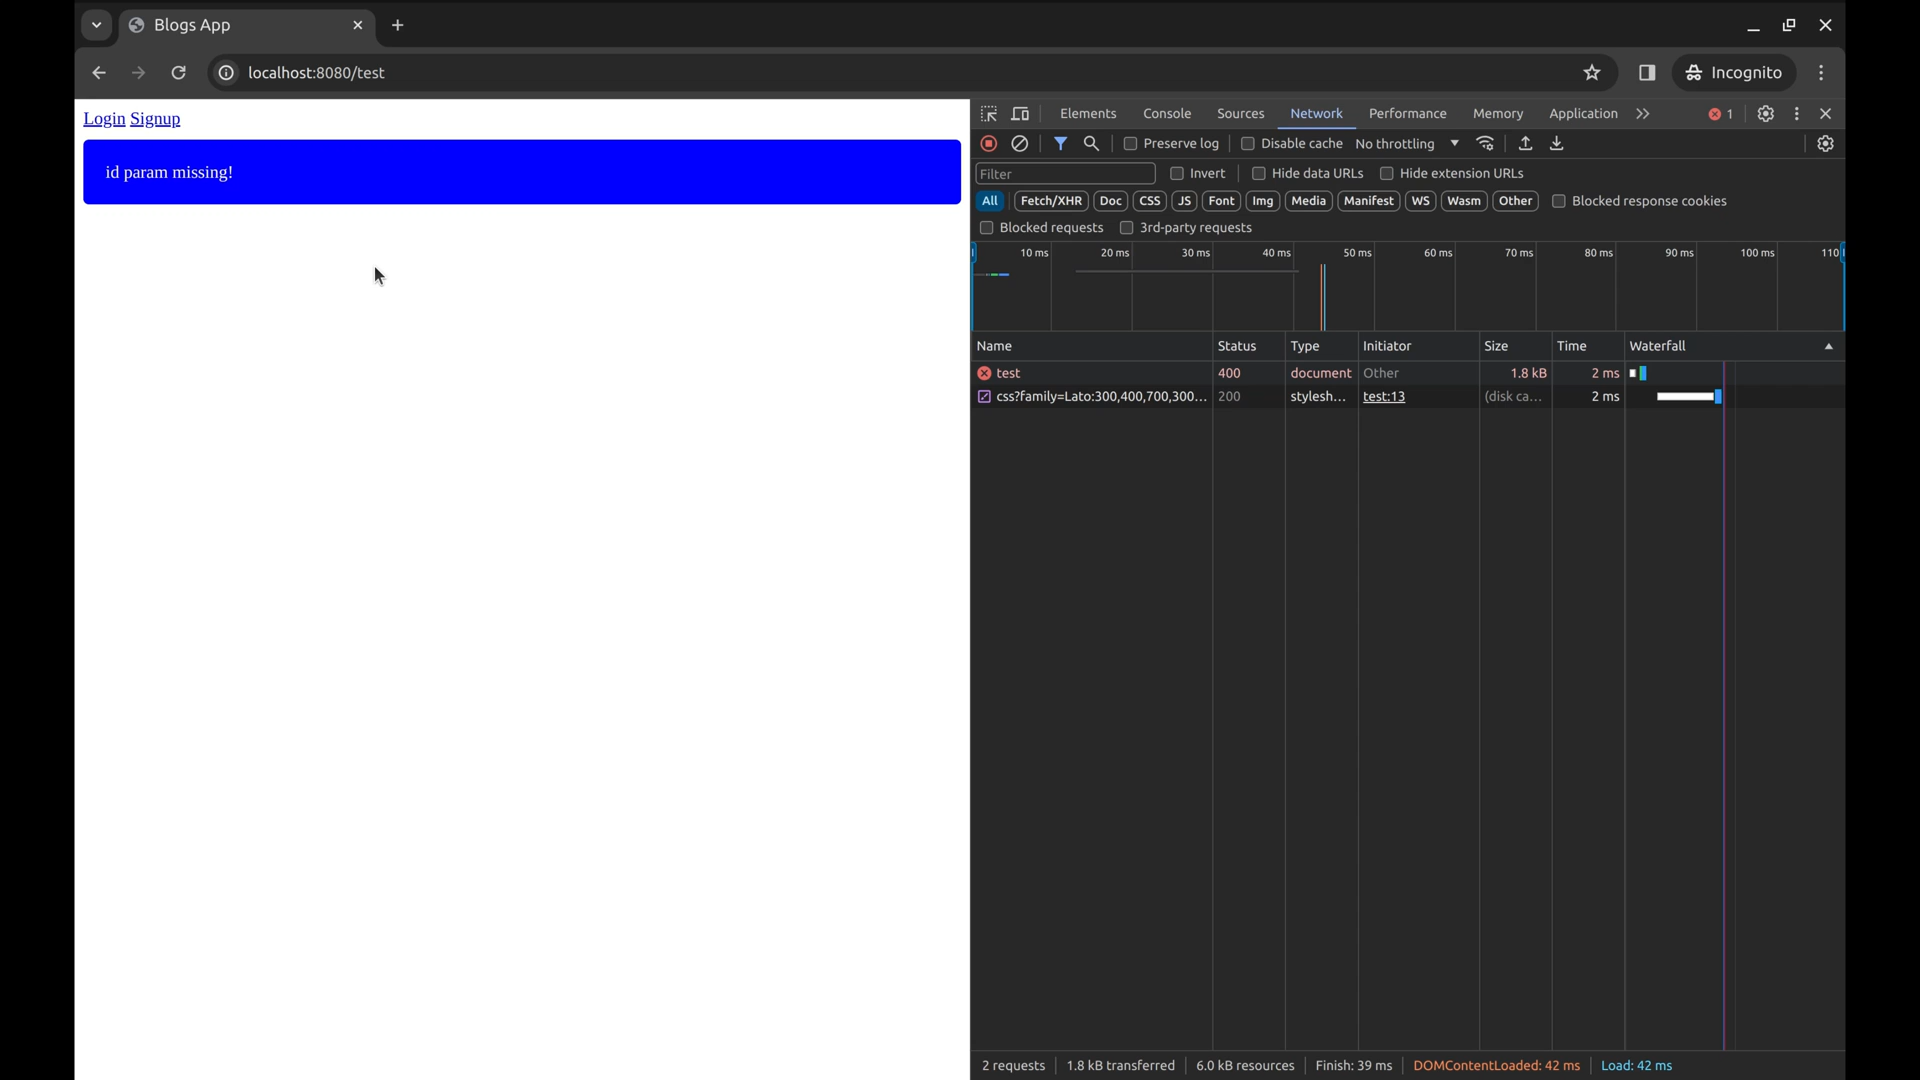 Blogs App
localhost:8080/test
Incognito
Login Signup
id param missing!
Elements Console Sources Network Performance Memory Application 1
Preserve log Disable cache No throttling
Filter Invert Hide data URLs Hide extension URLs
All Fetch/XHR Doc CSS JS Font Img Media Manifest WS Wasm Other Blocked response cookies
Blocked requests 3rd-party requests
10 ms 20 ms 30 ms 40 ms 50 ms 60 ms 70 ms 80 ms 90 ms 100 ms 110
Name Status Type Initiator Size Time Waterfall
test 400 document Other 1.8 kB 2 ms
css?family=Lato:300,400,700,300... 200 stylesh... test:13 (disk ca... 2 ms
2 requests 1.8 kB transferred 6.0 kB resources Finish: 39 ms DOMContentLoaded: 42 ms Load: 42 ms